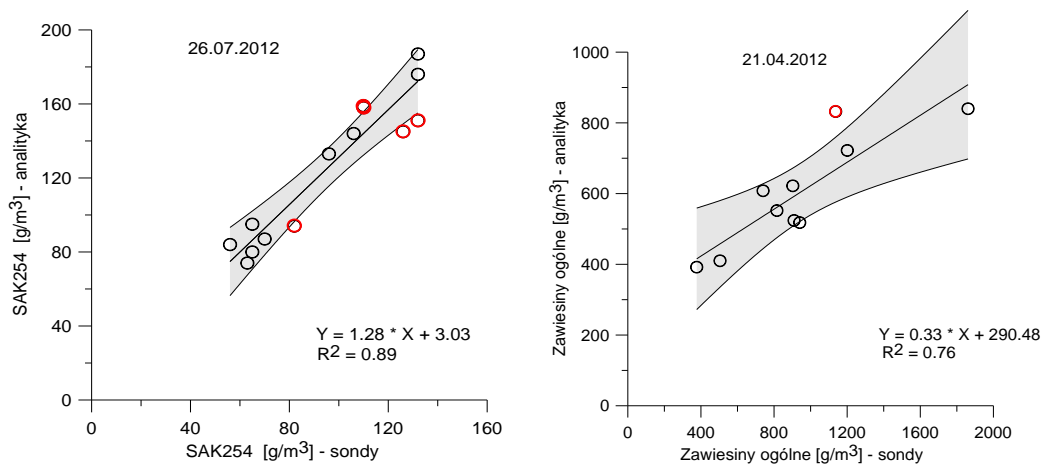 26.07.2012
SAK254 [g/m3] - analityka
200
160
120
80
40
0
Y = 1.28 * X + 3.03
R2 = 0.89
0 40 80 120 160
SAK254 [g/m3] - sondy
21.04.2012
Zawiesiny ogólne [g/m3] - analityka
1000
800
600
400
200
0
Y = 0.33 * X + 290.48
R2 = 0.76
0 400 800 1200 1600 2000
Zawiesiny ogólne [g/m3] - sondy